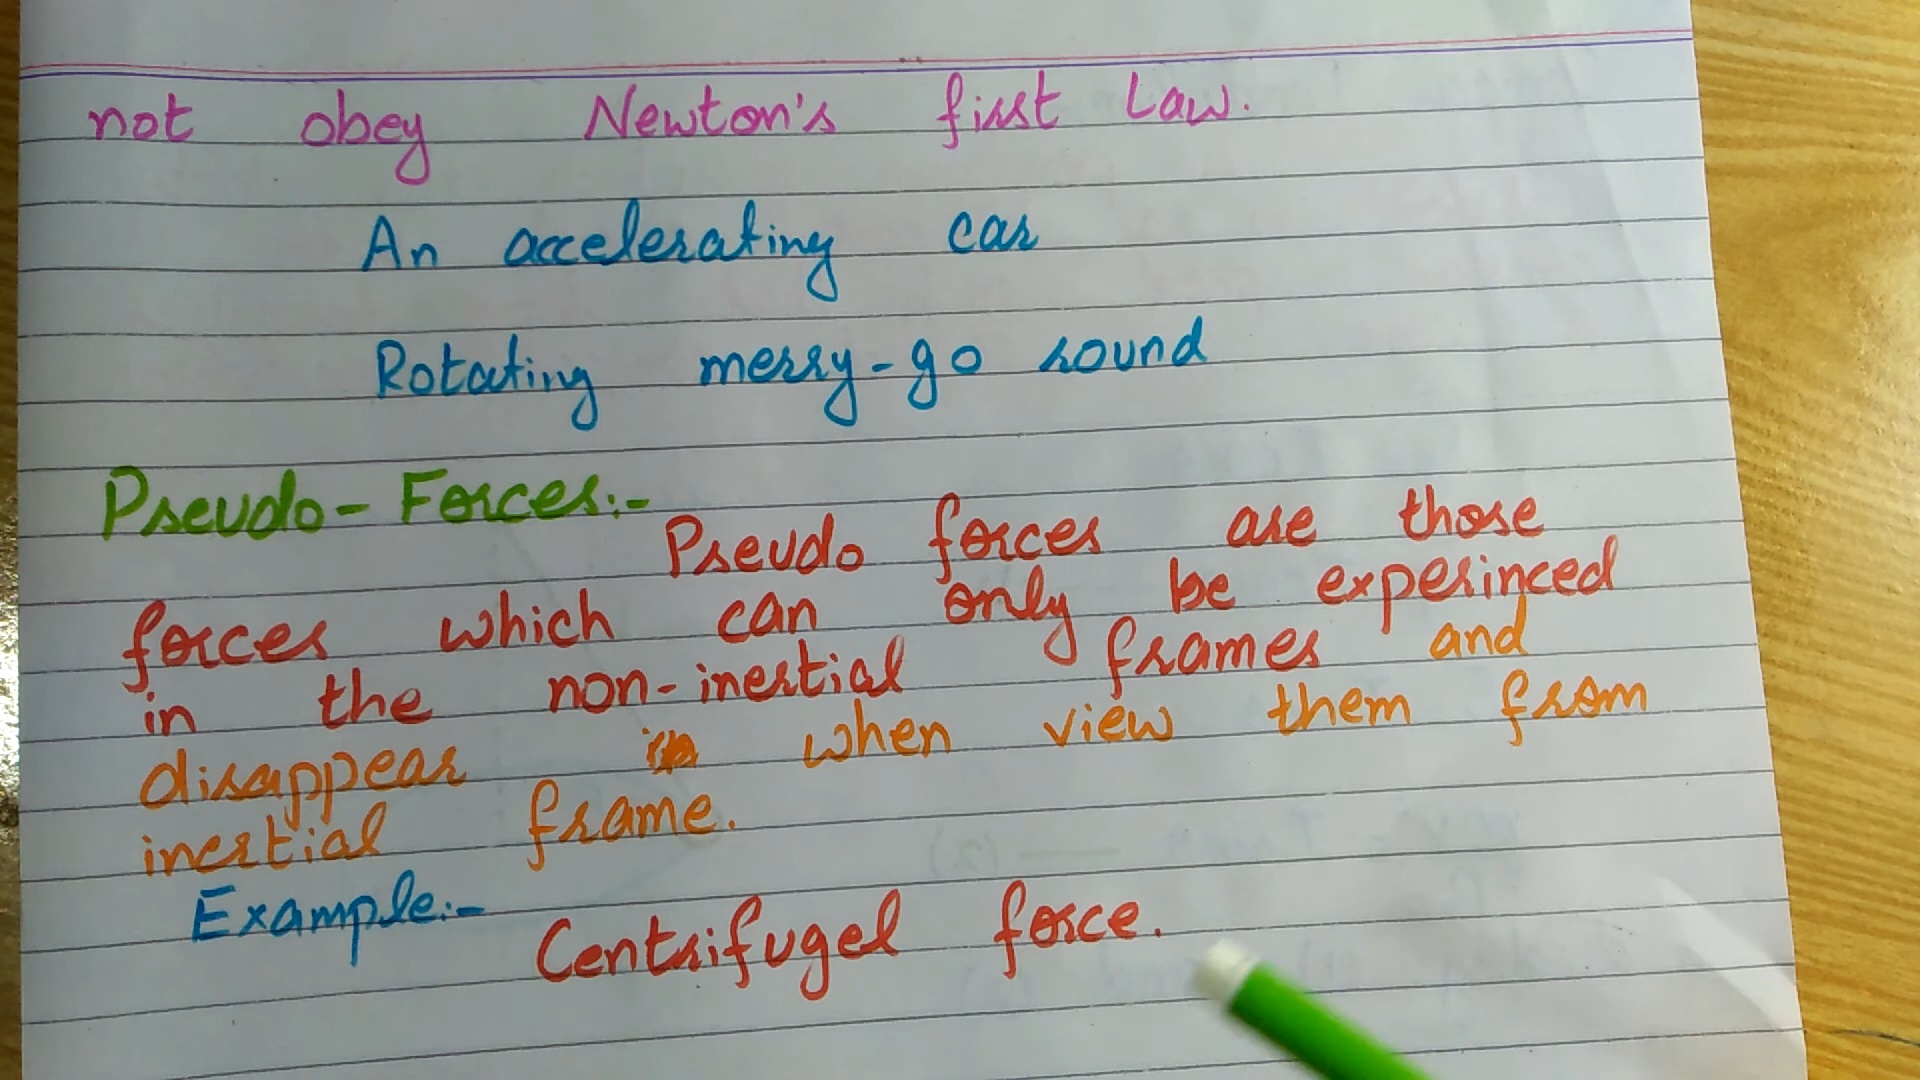 not obey Newton's first Law.
An accelerating car
Rotating merry-go round
Pseudo-Forces:-
Pseudo forces are those
forces which can only be experinced
in the non-inertial frames and
disappear when view them from
inertial frame.
Example:-
Centrifugel force.